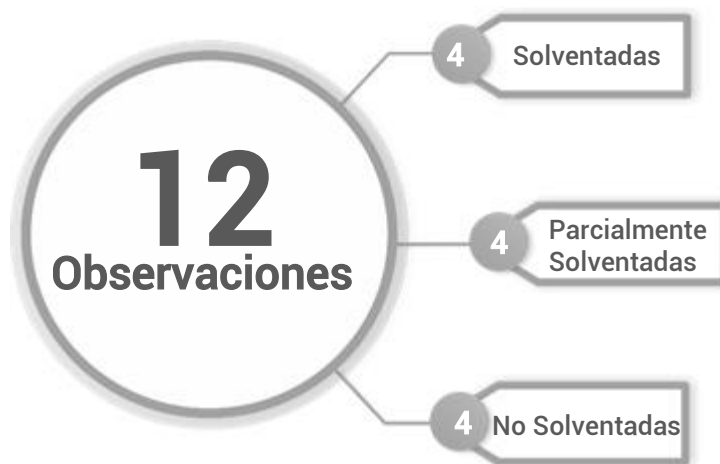 12
Observaciones
4
Solventadas
4
Parcialmente
Solventadas
4
No Solventadas